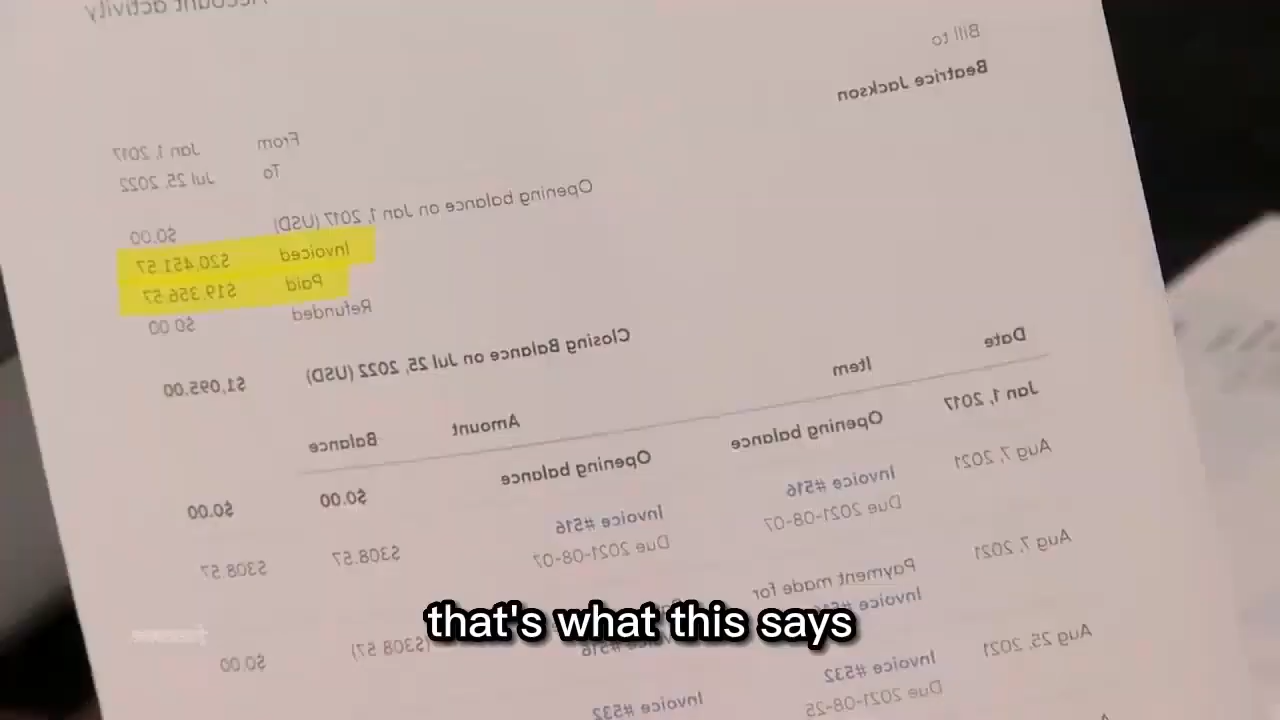 Account activity
Bill to
Beatrice Jackson
From Jan 1, 2017
To Jul 25, 2022
Opening balance on Jan 1, 2017 (USD) $0.00
Invoiced $20,451.57
Paid $19,356.57
Refunded $0.00
Closing Balance on Jul 25, 2022 (USD) $1,095.00
Date Item Amount Balance
Jan 1, 2017 Opening balance Opening balance $0.00 $0.00
Aug 7, 2021 Invoice #516 Invoice #516 $308.57 $308.57
Due 2021-08-07 Due 2021-08-07
Aug 7, 2021 Payment made for ($308.57) $0.00
Invoice #516
Aug 25, 2021 Invoice #532 Invoice #532
Due 2021-08-25
that's what this says